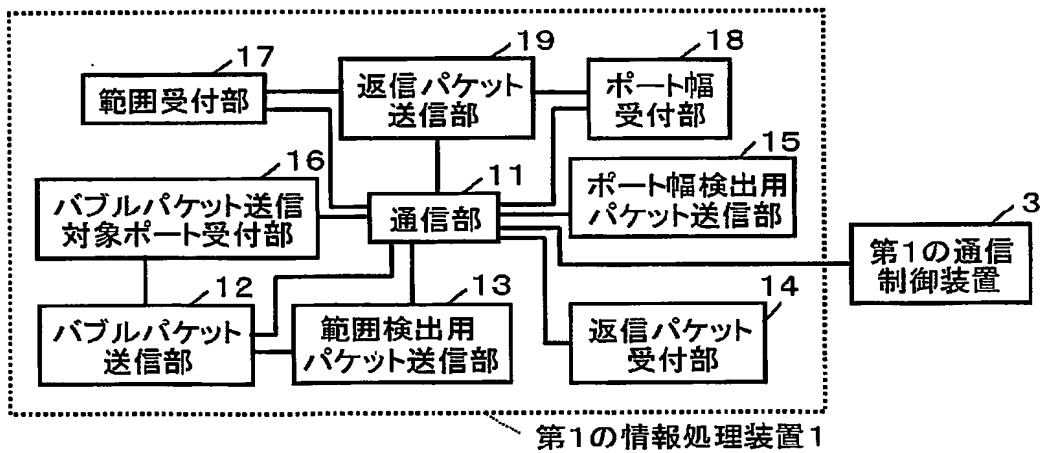 19
18
17
返信パケット
送信部
ポート幅
受付部
範囲受付部
16
11
15
バブルパケット送信
対象ポート受付部
通信部
ポート幅検出用
パケット送信部
3
第1の通信
制御装置
12
13
14
バブルパケット
送信部
範囲検出用
パケット送信部
返信パケット
受付部
第1の情報処理装置1